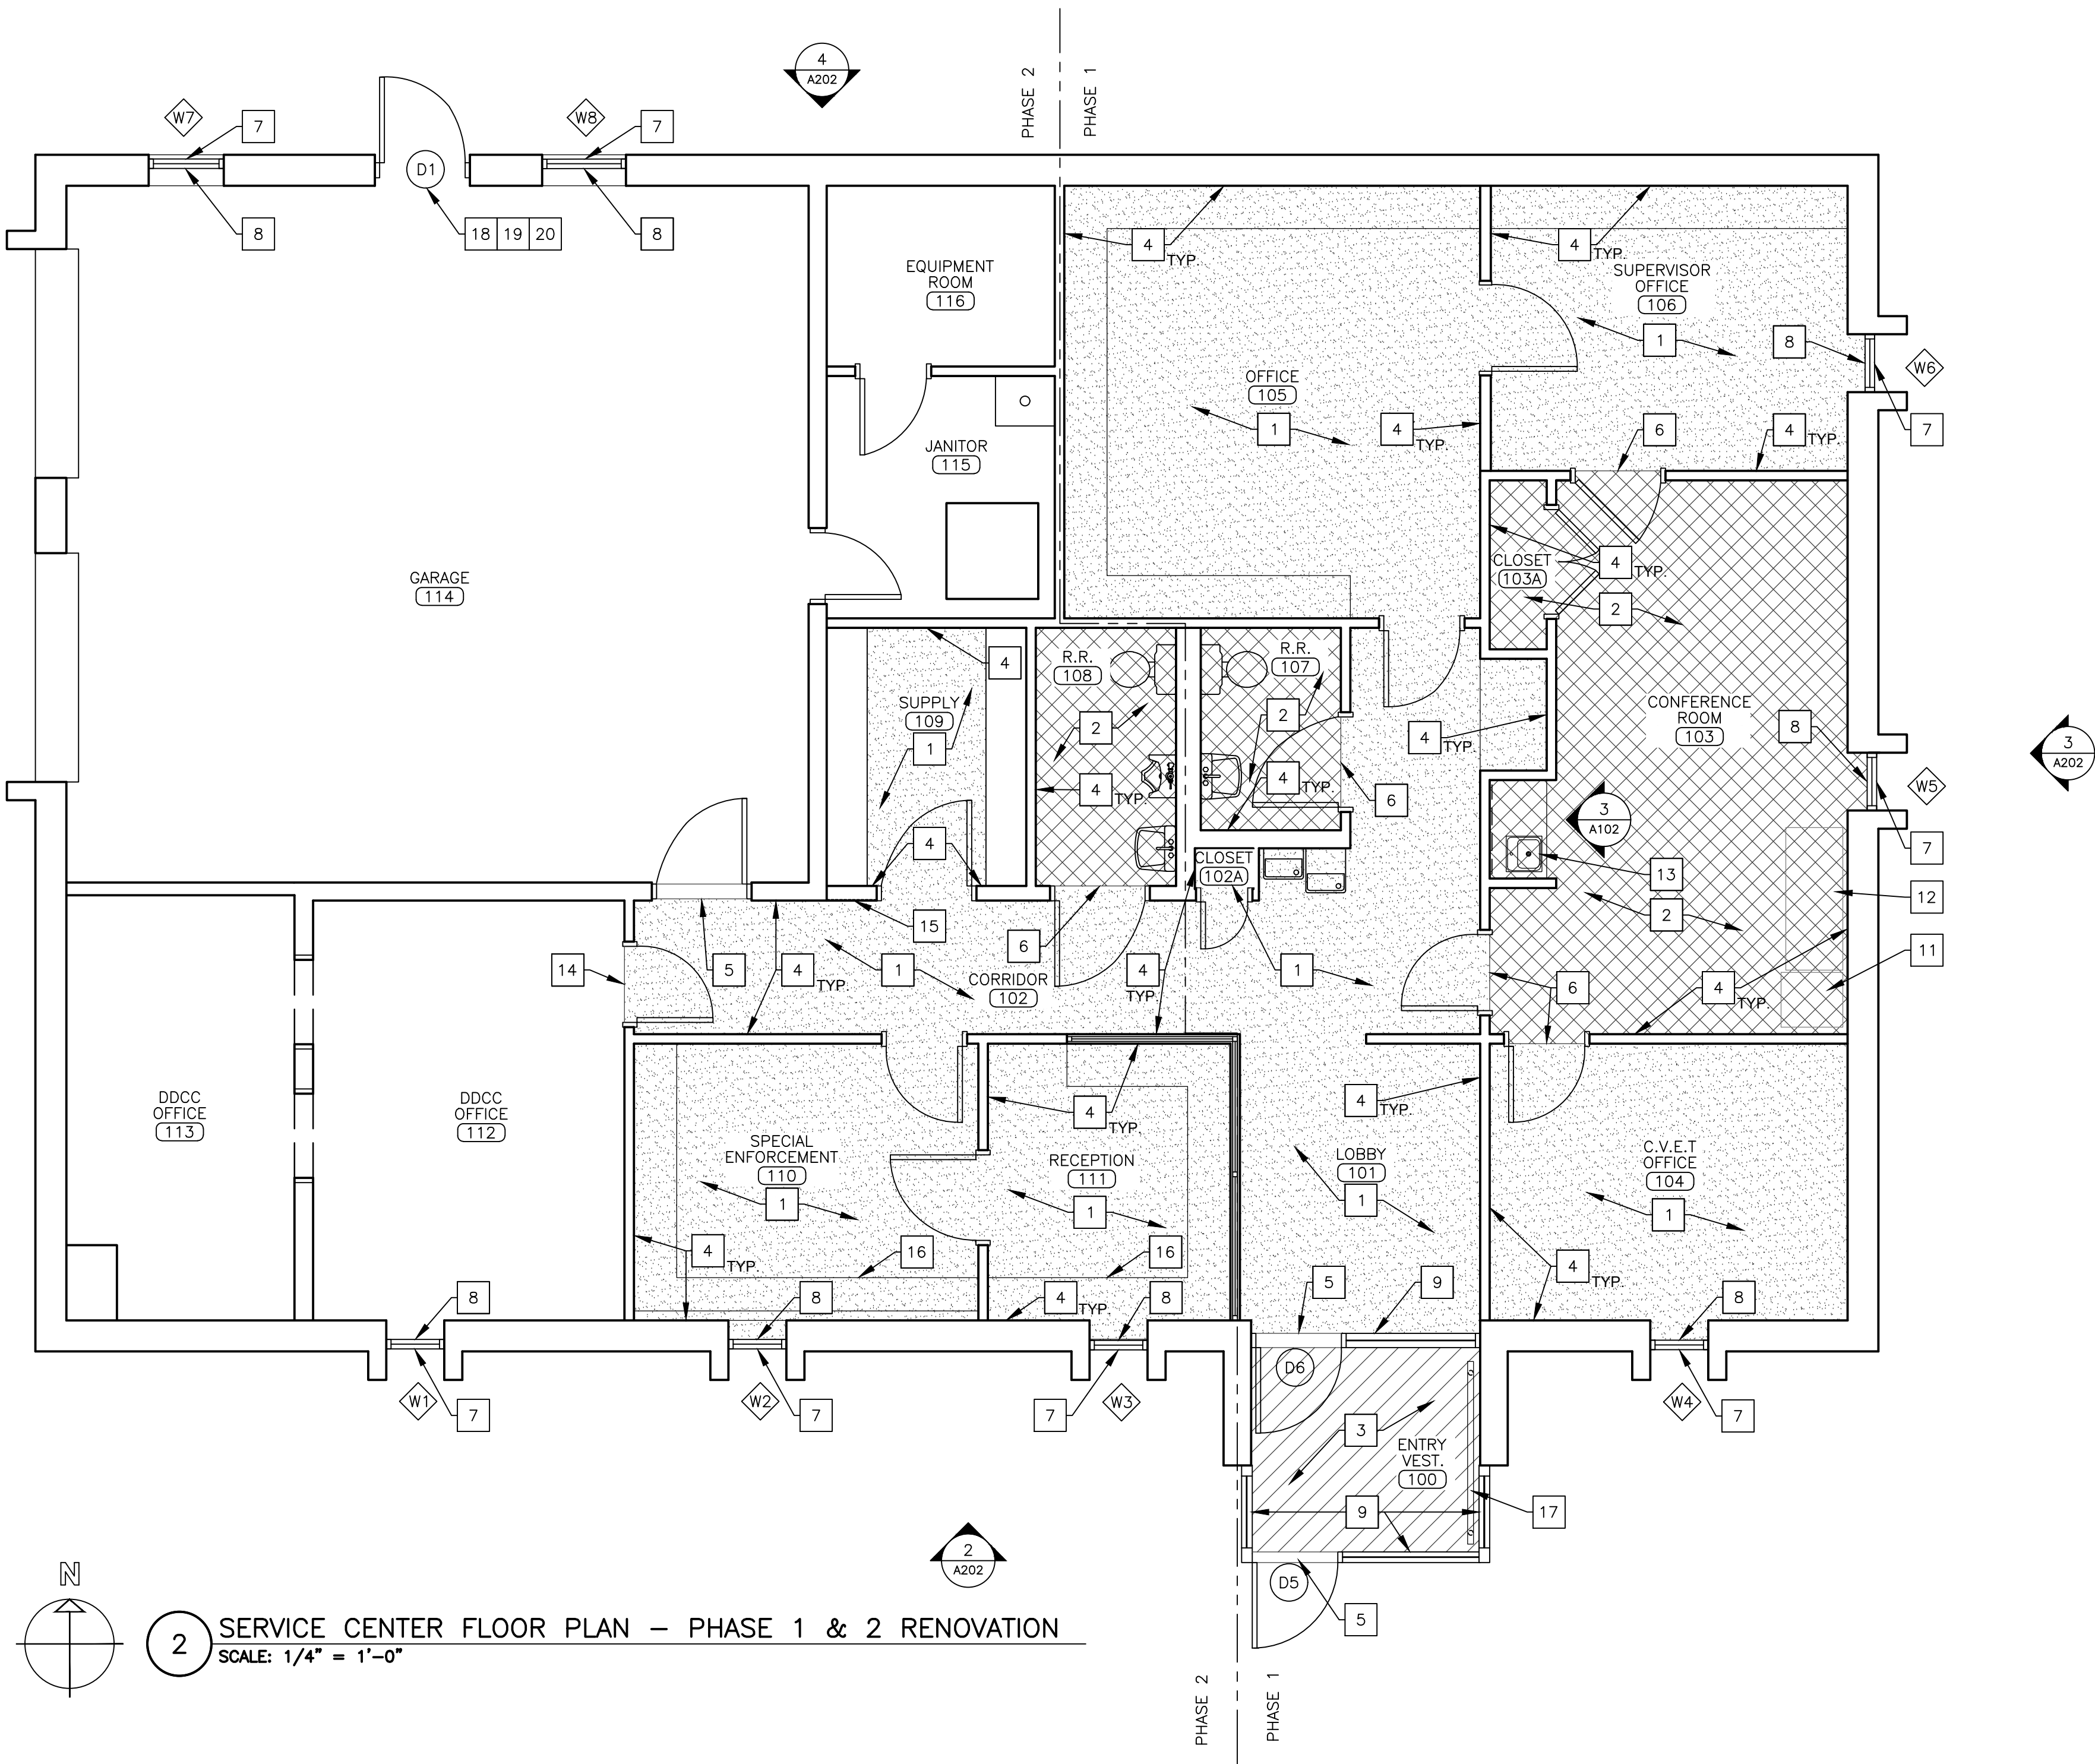 4
A202
PHASE 2
PHASE 1
W7
7
W8
7
D1
8
18 19 20
8
4
TYP.
4
TYP.
EQUIPMENT
ROOM
116
SUPERVISOR
OFFICE
106
1
8
W6
OFFICE
105
1
4
TYP.
6
4
TYP.
7
JANITOR
115
GARAGE
114
CLOSET
103A
4
TYP.
2
4
R.R.
108
R.R.
107
SUPPLY
109
1
2
2
4
TYP.
CONFERENCE
ROOM
103
8
3
A202
4
TYP.
4
TYP.
6
W5
3
A102
4
CLOSET
102A
13
7
12
15
2
6
11
14
5
4
TYP.
1
CORRIDOR
102
4
TYP.
1
6
4
TYP.
DDCC
OFFICE
113
DDCC
OFFICE
112
4
TYP.
4
TYP.
SPECIAL
ENFORCEMENT
110
1
RECEPTION
111
1
LOBBY
101
1
C.V.E.T
OFFICE
104
1
4
TYP.
16
16
4
TYP.
8
8
4
TYP.
8
5
9
8
D6
W1
7
W2
7
7
W3
W4
7
3
ENTRY
VEST.
100
9
17
2
A202
D5
5
N
2
SERVICE CENTER FLOOR PLAN – PHASE 1 & 2 RENOVATION
SCALE: 1/4" = 1'-0"
PHASE 2
PHASE 1